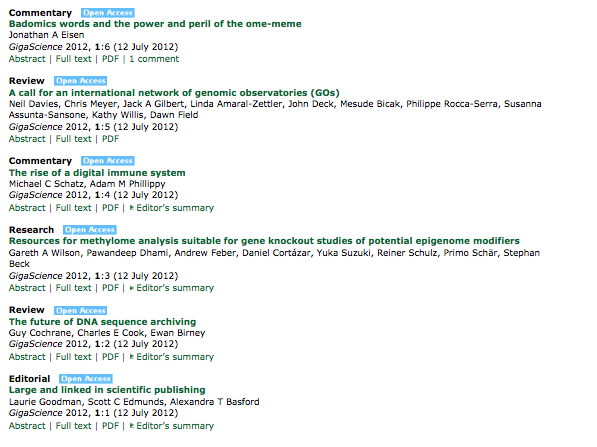 Commentary Open Access
Badomics words and the power and peril of the ome-meme
Jonathan A Eisen
GigaScience 2012, 1:6 (12 July 2012)
Abstract | Full text | PDF | 1 comment
Review Open Access
A call for an international network of genomic observatories (GOs)
Neil Davies, Chris Meyer, Jack A Gilbert, Linda Amaral-Zettler, John Deck, Mesude Bicak, Philippe Rocca-Serra, Susanna
Assunta-Sansone, Kathy Willis, Dawn Field
GigaScience 2012, 1:5 (12 July 2012)
Abstract | Full text | PDF
Commentary Open Access
The rise of a digital immune system
Michael C Schatz, Adam M Phillippy
GigaScience 2012, 1:4 (12 July 2012)
Abstract | Full text | PDF | Editor's summary
Research Open Access
Resources for methylome analysis suitable for gene knockout studies of potential epigenome modifiers
Gareth A Wilson, Pawandeep Dhami, Andrew Feber, Daniel Cortázar, Yuka Suzuki, Reiner Schulz, Primo Schär, Stephan
Beck
GigaScience 2012, 1:3 (12 July 2012)
Abstract | Full text | PDF | Editor's summary
Review Open Access
The future of DNA sequence archiving
Guy Cochrane, Charles E Cook, Ewan Birney
GigaScience 2012, 1:2 (12 July 2012)
Abstract | Full text | PDF | Editor's summary
Editorial Open Access
Large and linked in scientific publishing
Laurie Goodman, Scott C Edmunds, Alexandra T Basford
GigaScience 2012, 1:1 (12 July 2012)
Abstract | Full text | PDF | Editor's summary